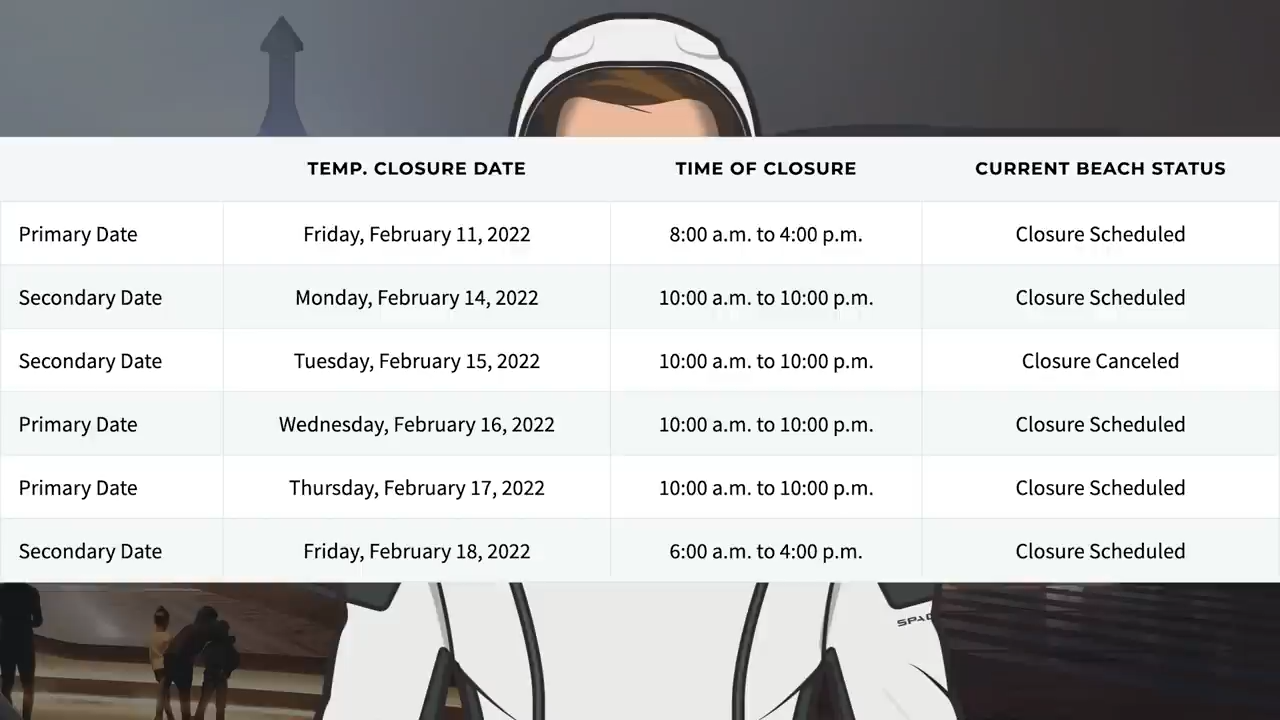 TEMP. CLOSURE DATE TIME OF CLOSURE CURRENT BEACH STATUS
Primary Date Friday, February 11, 2022 8:00 a.m. to 4:00 p.m. Closure Scheduled
Secondary Date Monday, February 14, 2022 10:00 a.m. to 10:00 p.m. Closure Scheduled
Secondary Date Tuesday, February 15, 2022 10:00 a.m. to 10:00 p.m. Closure Canceled
Primary Date Wednesday, February 16, 2022 10:00 a.m. to 10:00 p.m. Closure Scheduled
Primary Date Thursday, February 17, 2022 10:00 a.m. to 10:00 p.m. Closure Scheduled
Secondary Date Friday, February 18, 2022 6:00 a.m. to 4:00 p.m. Closure Scheduled